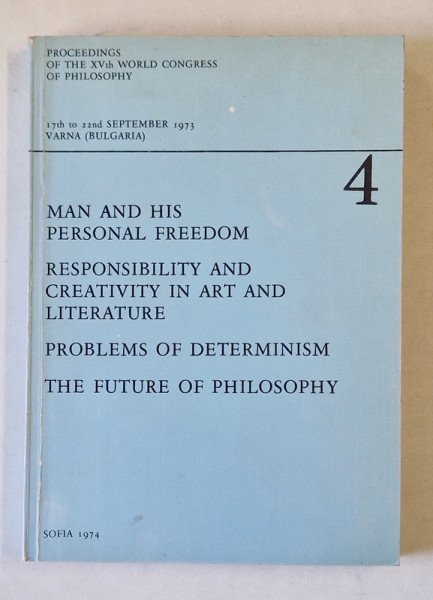 PROCEEDINGS
OF THE XVth WORLD CONGRESS
OF PHILOSOPHY
17th to 22nd SEPTEMBER 1973
VARNA (BULGARIA)
4
MAN AND HIS
PERSONAL FREEDOM
RESPONSIBILITY AND
CREATIVITY IN ART AND
LITERATURE
PROBLEMS OF DETERMINISM
THE FUTURE OF PHILOSOPHY
SOFIA 1974